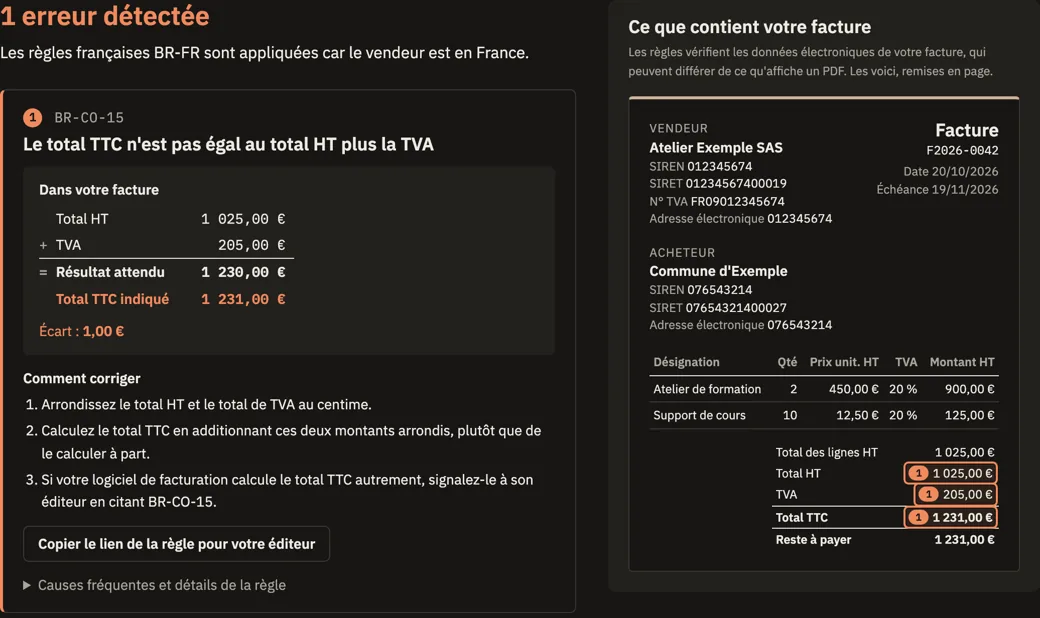 1 erreur détectée
Les règles françaises BR-FR sont appliquées car le vendeur est en France.
1 BR-CO-15
Le total TTC n'est pas égal au total HT plus la TVA
Dans votre facture
Total HT 1 025,00 €
+ TVA 205,00 €
= Résultat attendu 1 230,00 €
Total TTC indiqué 1 231,00 €
Écart : 1,00 €
Comment corriger
1. Arrondissez le total HT et le total de TVA au centime.
2. Calculez le total TTC en additionnant ces deux montants arrondis, plutôt que de
le calculer à part.
3. Si votre logiciel de facturation calcule le total TTC autrement, signalez-le à son
éditeur en citant BR-CO-15.
Copier le lien de la règle pour votre éditeur
▶ Causes fréquentes et détails de la règle
Ce que contient votre facture
Les règles vérifient les données électroniques de votre facture, qui
peuvent différer de ce qu'affiche un PDF. Les voici, remises en page.
VENDEUR
Atelier Exemple SAS
SIREN 012345674
SIRET 01234567400019
N° TVA FR09012345674
Adresse électronique 012345674
Facture
F2026-0042
Date 20/10/2026
Échéance 19/11/2026
ACHETEUR
Commune d'Exemple
SIREN 076543214
SIRET 07654321400027
Adresse électronique 076543214
Désignation Qté Prix unit. HT TVA Montant HT
Atelier de formation 2 450,00 € 20 % 900,00 €
Support de cours 10 12,50 € 20 % 125,00 €
Total des lignes HT 1 025,00 €
Total HT 1 1 025,00 €
TVA 1 205,00 €
Total TTC 1 1 231,00 €
Reste à payer 1 231,00 €